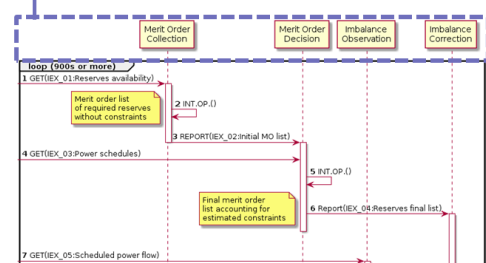 Merit Order
Collection
Merit Order
Decision
Imbalance
Observation
Imbalance
Correction
loop (900s or more)
1 GET(IEX_01:Reserves availability)
Merit order list
of required reserves
without constraints
2 INT.OP.()
3 REPORT(IEX_02:Initial MO list)
4 GET(IEX_03:Power schedules)
5 INT.OP.()
Final merit order
list accounting for
estimated constraints
6 Report(IEX_04:Reserves final list)
7 GET(IEX_05:Scheduled power flow)